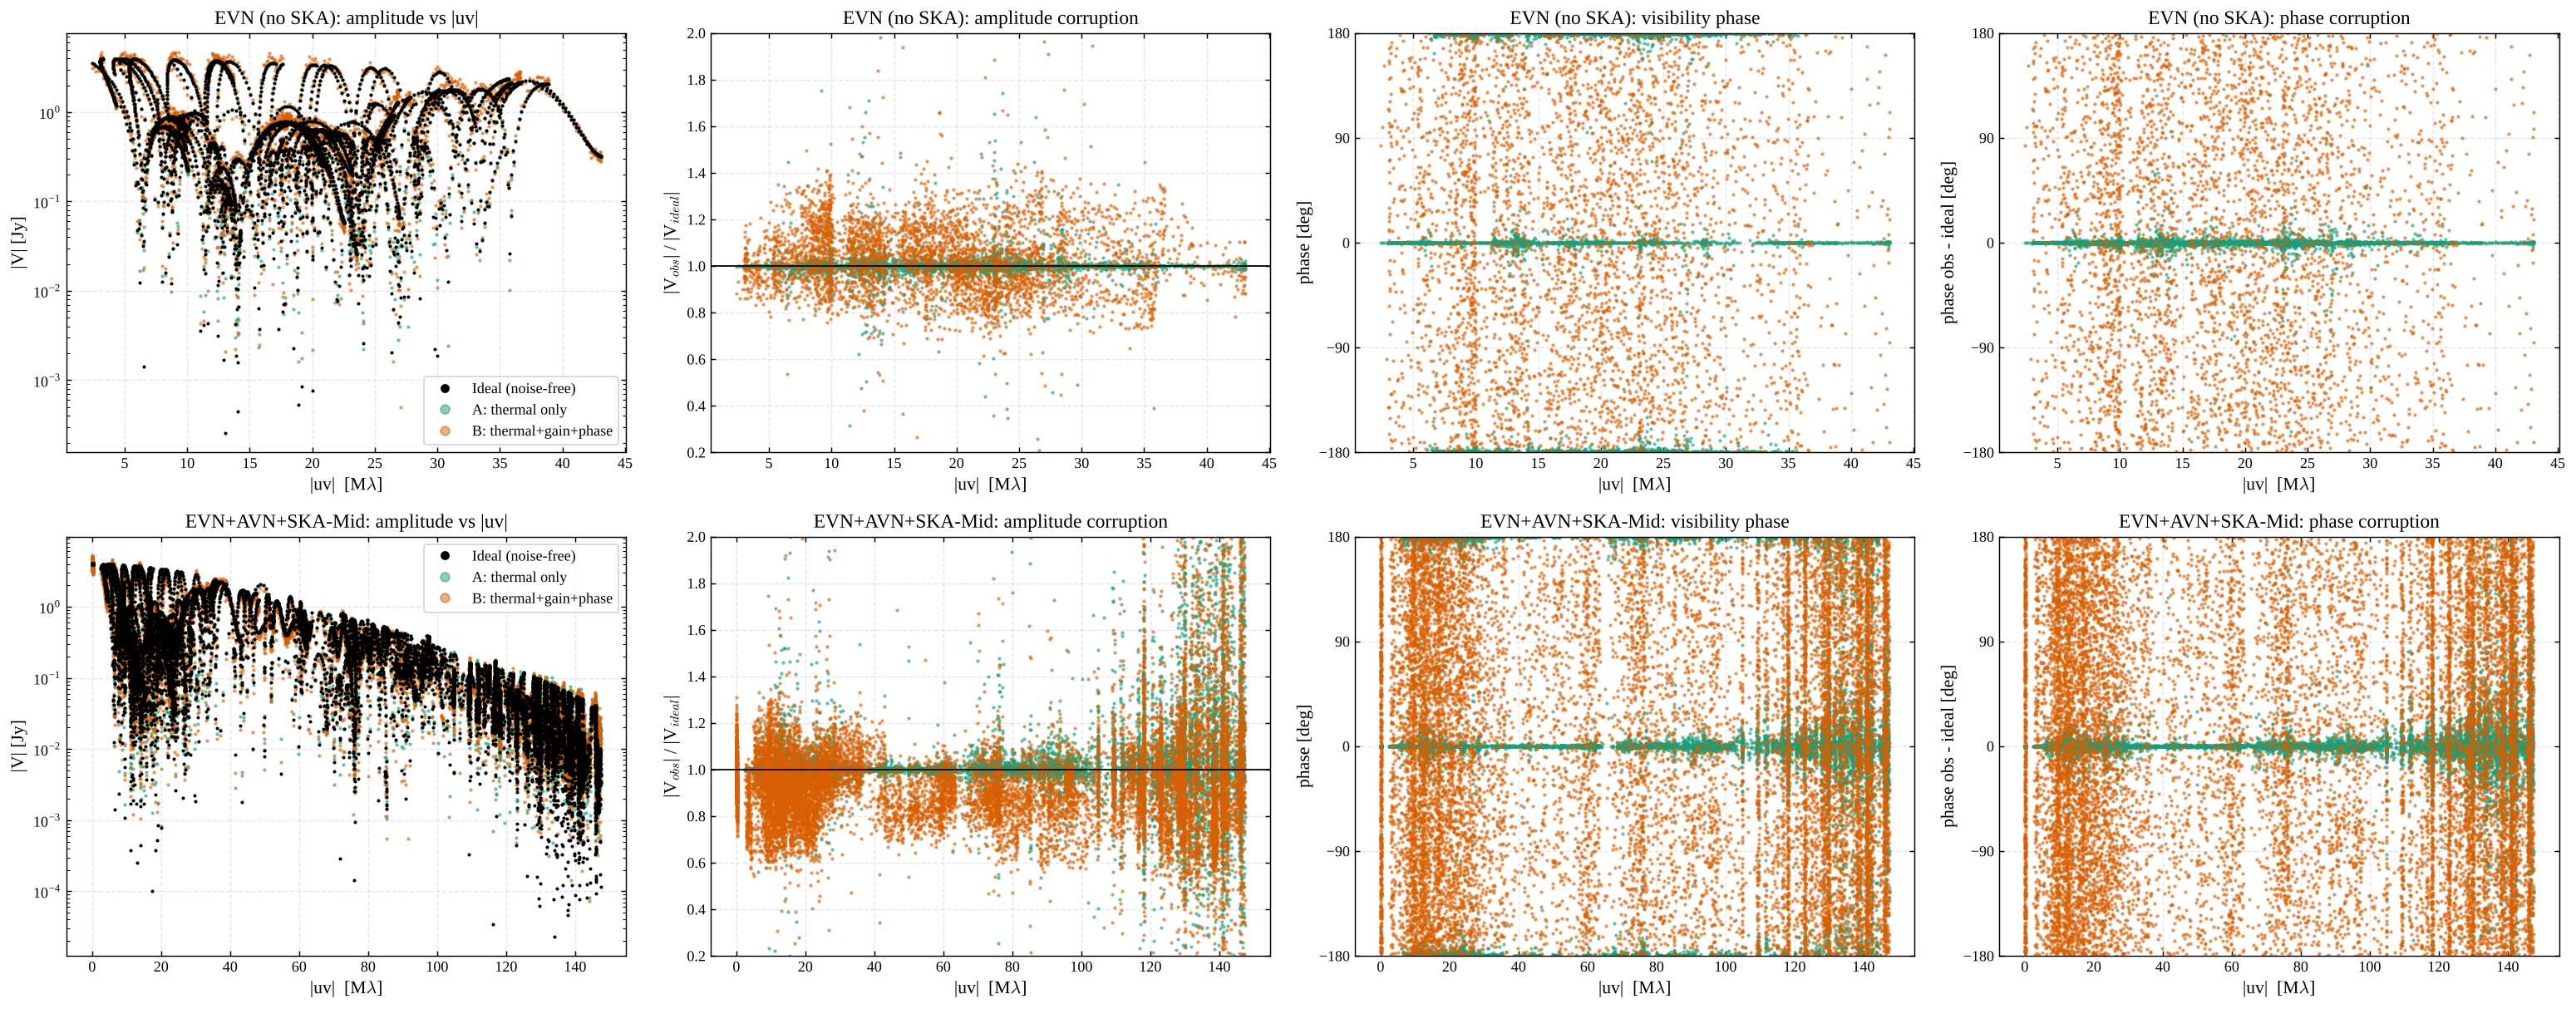 EVN (no SKA): amplitude vs |uv|
|V| [Jy]
10⁰
10⁻¹
10⁻²
10⁻³
Ideal (noise-free)
A: thermal only
B: thermal+gain+phase
5 10 15 20 25 30 35 40 45
|uv| [Mλ]
EVN (no SKA): amplitude corruption
|V_obs| / |V_ideal|
2.0
1.8
1.6
1.4
1.2
1.0
0.8
0.6
0.4
0.2
5 10 15 20 25 30 35 40 45
|uv| [Mλ]
EVN (no SKA): visibility phase
phase [deg]
180
90
0
−90
−180
5 10 15 20 25 30 35 40 45
|uv| [Mλ]
EVN (no SKA): phase corruption
phase obs - ideal [deg]
180
90
0
−90
−180
5 10 15 20 25 30 35 40 45
|uv| [Mλ]
EVN+AVN+SKA-Mid: amplitude vs |uv|
|V| [Jy]
10⁰
10⁻¹
10⁻²
10⁻³
10⁻⁴
Ideal (noise-free)
A: thermal only
B: thermal+gain+phase
0 20 40 60 80 100 120 140
|uv| [Mλ]
EVN+AVN+SKA-Mid: amplitude corruption
|V_obs| / |V_ideal|
2.0
1.8
1.6
1.4
1.2
1.0
0.8
0.6
0.4
0.2
0 20 40 60 80 100 120 140
|uv| [Mλ]
EVN+AVN+SKA-Mid: visibility phase
phase [deg]
180
90
0
−90
−180
0 20 40 60 80 100 120 140
|uv| [Mλ]
EVN+AVN+SKA-Mid: phase corruption
phase obs - ideal [deg]
180
90
0
−90
−180
0 20 40 60 80 100 120 140
|uv| [Mλ]